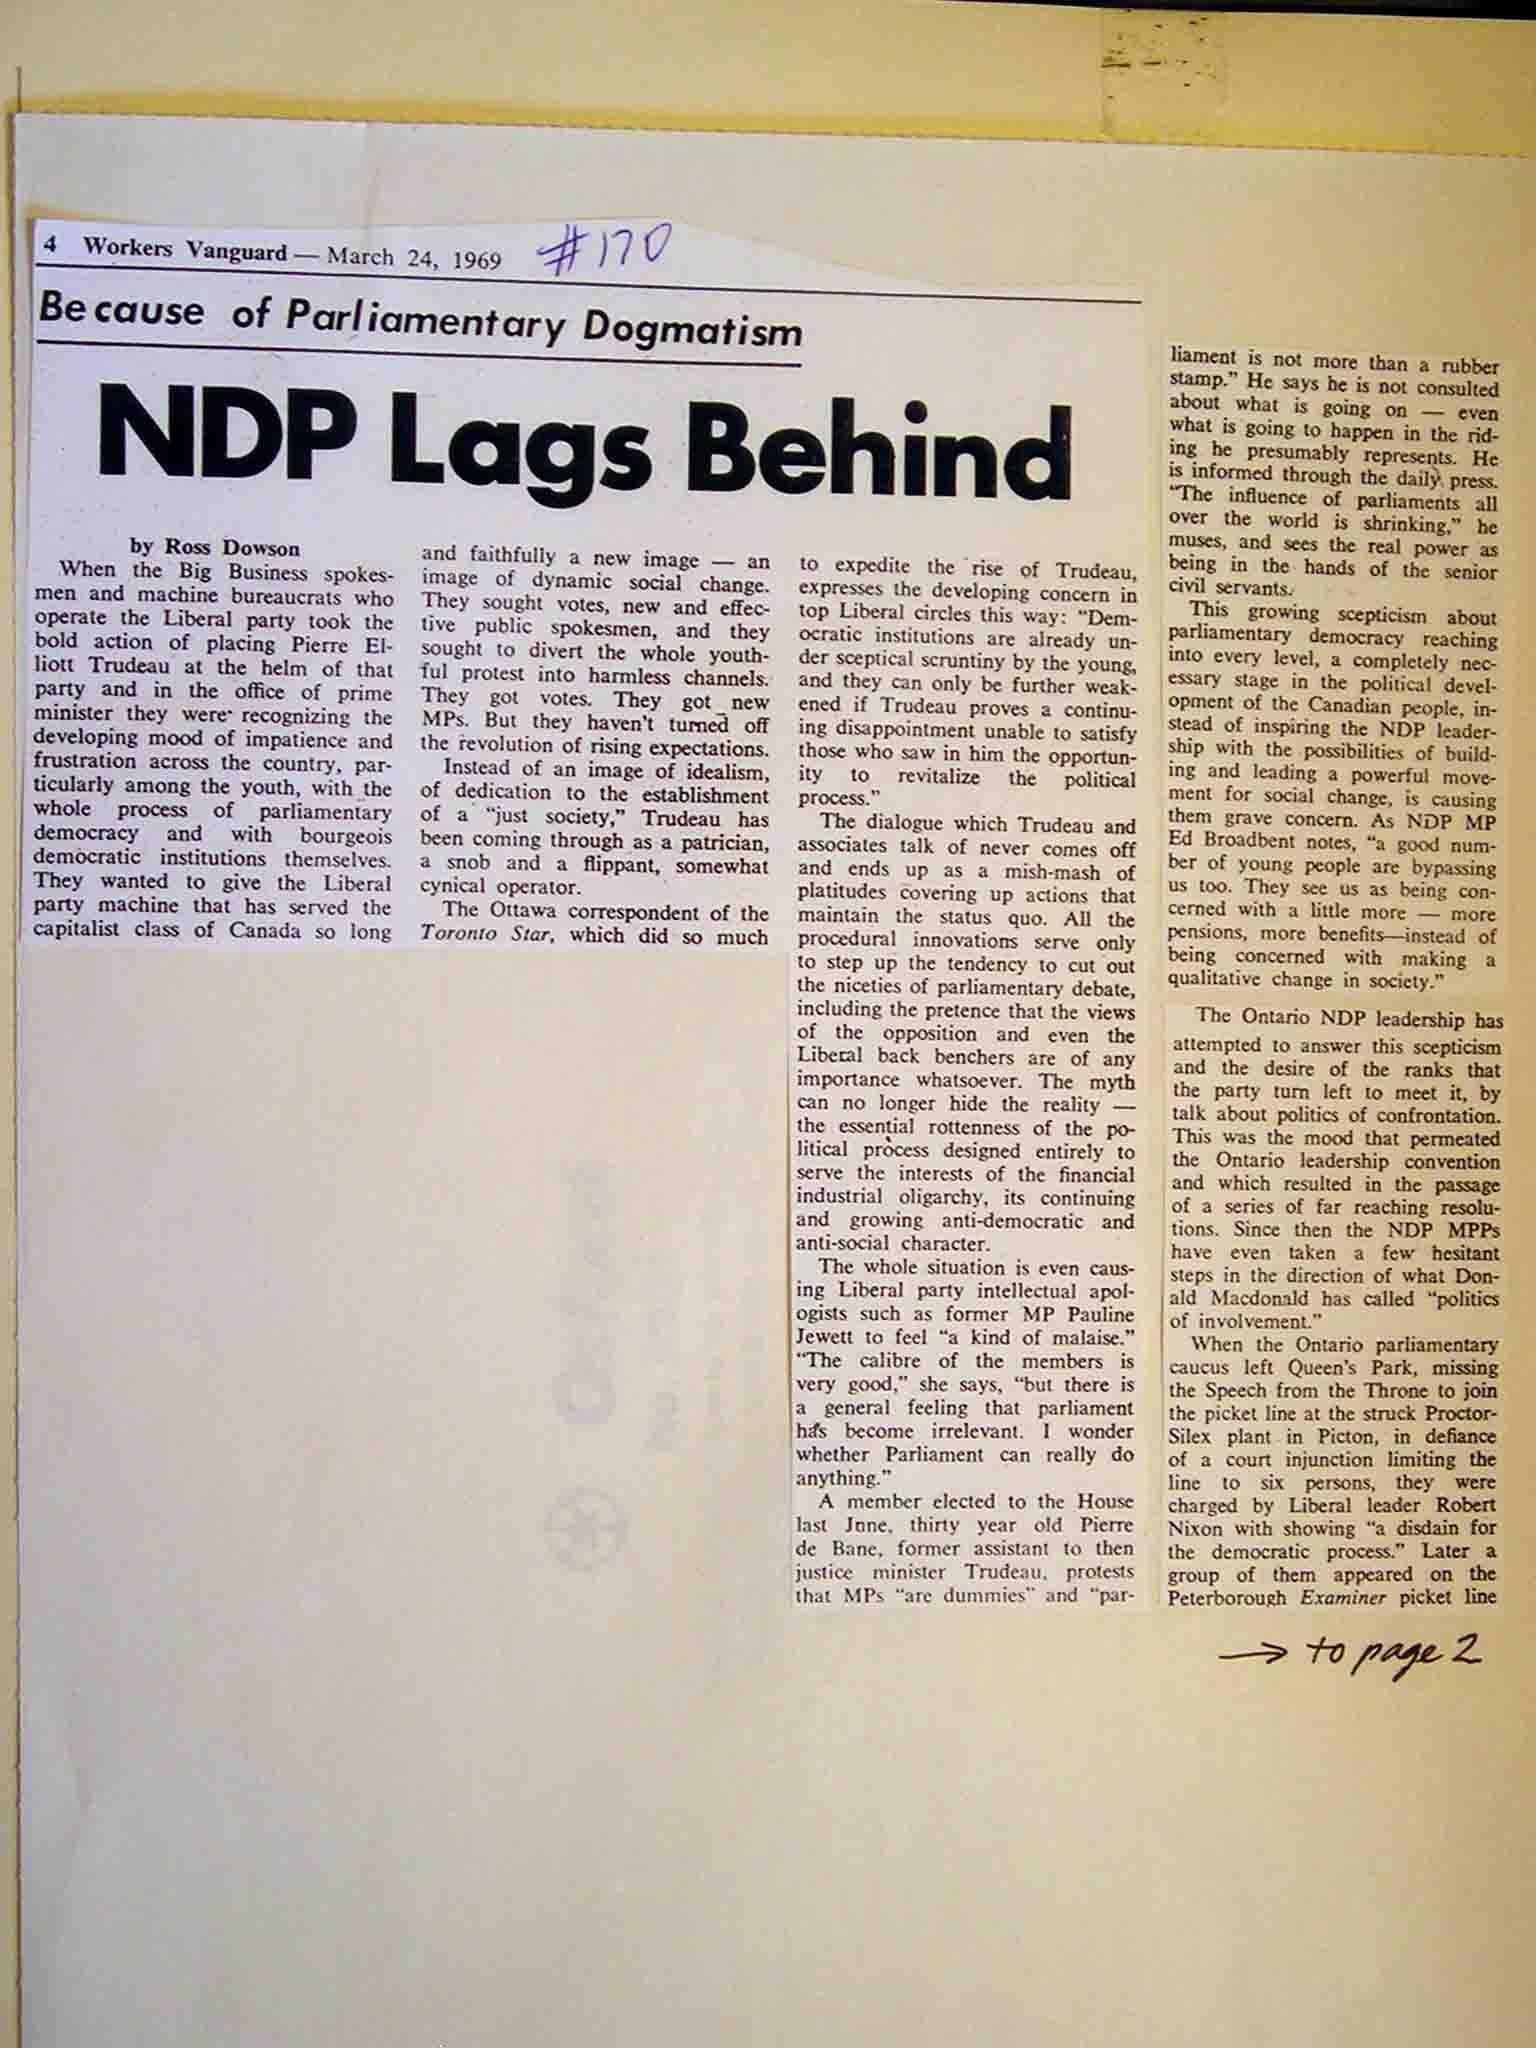 4 Workers Vanguard — March 24, 1969 #170
Because of Parliamentary Dogmatism
NDP Lags Behind
by Ross Dowson
When the Big Business spokes-
men and machine bureaucrats who
operate the Liberal party took the
bold action of placing Pierre El-
liott Trudeau at the helm of that
party and in the office of prime
minister they were recognizing the
developing mood of impatience and
frustration across the country, par-
ticularly among the youth, with the
whole process of parliamentary
democracy and with bourgeois
democratic institutions themselves.
They wanted to give the Liberal
party machine that has served the
capitalist class of Canada so long
and faithfully a new image — an
image of dynamic social change.
They sought votes, new and effec-
tive public spokesmen, and they
sought to divert the whole youth-
ful protest into harmless channels.
They got votes. They got new
MPs. But they haven't turned off
the revolution of rising expectations.
Instead of an image of idealism,
of dedication to the establishment
of a "just society," Trudeau has
been coming through as a patrician,
a snob and a flippant, somewhat
cynical operator.
The Ottawa correspondent of the
Toronto Star, which did so much
to expedite the rise of Trudeau,
expresses the developing concern in
top Liberal circles this way: "Dem-
ocratic institutions are already un-
der sceptical scruntiny by the young,
and they can only be further weak-
ened if Trudeau proves a continu-
ing disappointment unable to satisfy
those who saw in him the opportun-
ity to revitalize the political
process."
The dialogue which Trudeau and
associates talk of never comes off
and ends up as a mish-mash of
platitudes covering up actions that
maintain the status quo. All the
procedural innovations serve only
to step up the tendency to cut out
the niceties of parliamentary debate,
including the pretence that the views
of the opposition and even the
Liberal back benchers are of any
importance whatsoever. The myth
can no longer hide the reality —
the essential rottenness of the po-
litical process designed entirely to
serve the interests of the financial
industrial oligarchy, its continuing
and growing anti-democratic and
anti-social character.
The whole situation is even caus-
ing Liberal party intellectual apol-
ogists such as former MP Pauline
Jewett to feel "a kind of malaise."
"The calibre of the members is
very good," she says, "but there is
a general feeling that parliament
has become irrelevant. I wonder
whether Parliament can really do
anything."
A member elected to the House
last Jnne, thirty year old Pierre
de Bane, former assistant to then
justice minister Trudeau, protests
that MPs "are dummies" and "par-
liament is not more than a rubber
stamp." He says he is not consulted
about what is going on — even
what is going to happen in the rid-
ing he presumably represents. He
is informed through the daily press.
"The influence of parliaments all
over the world is shrinking," he
muses, and sees the real power as
being in the hands of the senior
civil servants.
This growing scepticism about
parliamentary democracy reaching
into every level, a completely nec-
essary stage in the political devel-
opment of the Canadian people, in-
stead of inspiring the NDP leader-
ship with the possibilities of build-
ing and leading a powerful move-
ment for social change, is causing
them grave concern. As NDP MP
Ed Broadbent notes, "a good num-
ber of young people are bypassing
us too. They see us as being con-
cerned with a little more — more
pensions, more benefits—instead of
being concerned with making a
qualitative change in society."
The Ontario NDP leadership has
attempted to answer this scepticism
and the desire of the ranks that
the party turn left to meet it, by
talk about politics of confrontation.
This was the mood that permeated
the Ontario leadership convention
and which resulted in the passage
of a series of far reaching resolu-
tions. Since then the NDP MPPs
have even taken a few hesitant
steps in the direction of what Don-
ald Macdonald has called "politics
of involvement."
When the Ontario parliamentary
caucus left Queen's Park, missing
the Speech from the Throne to join
the picket line at the struck Proctor-
Silex plant in Picton, in defiance
of a court injunction limiting the
line to six persons, they were
charged by Liberal leader Robert
Nixon with showing "a disdain for
the democratic process." Later a
group of them appeared on the
Peterborough Examiner picket line
→ to page 2